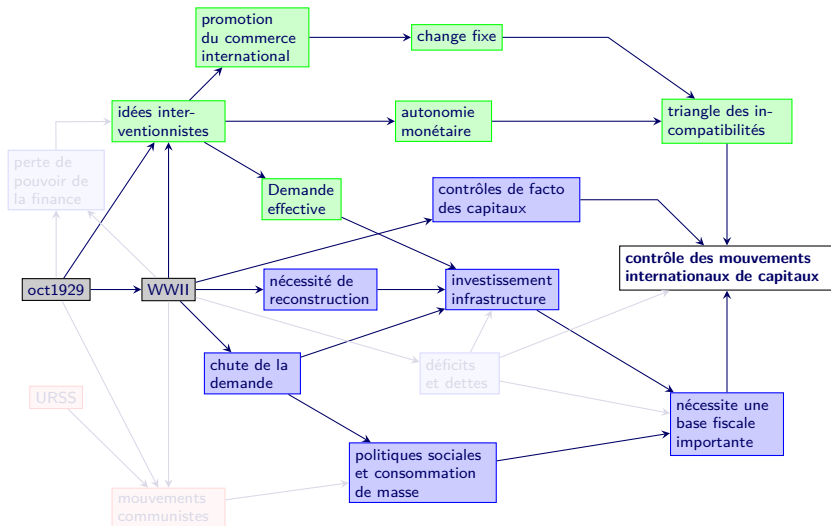 promotion
du commerce
international
change fixe
idées inter-
ventionnistes
autonomie
monétaire
triangle des in-
compatibilités
perte de
pouvoir de
la finance
Demande
effective
contrôles de facto
des capitaux
contrôle des mouvements
internationaux de capitaux
oct1929
WWII
nécessité de
reconstruction
investissement
infrastructure
chute de la
demande
déficits
et dettes
URSS
nécessite une
base fiscale
importante
politiques sociales
et consommation
de masse
mouvements
communistes